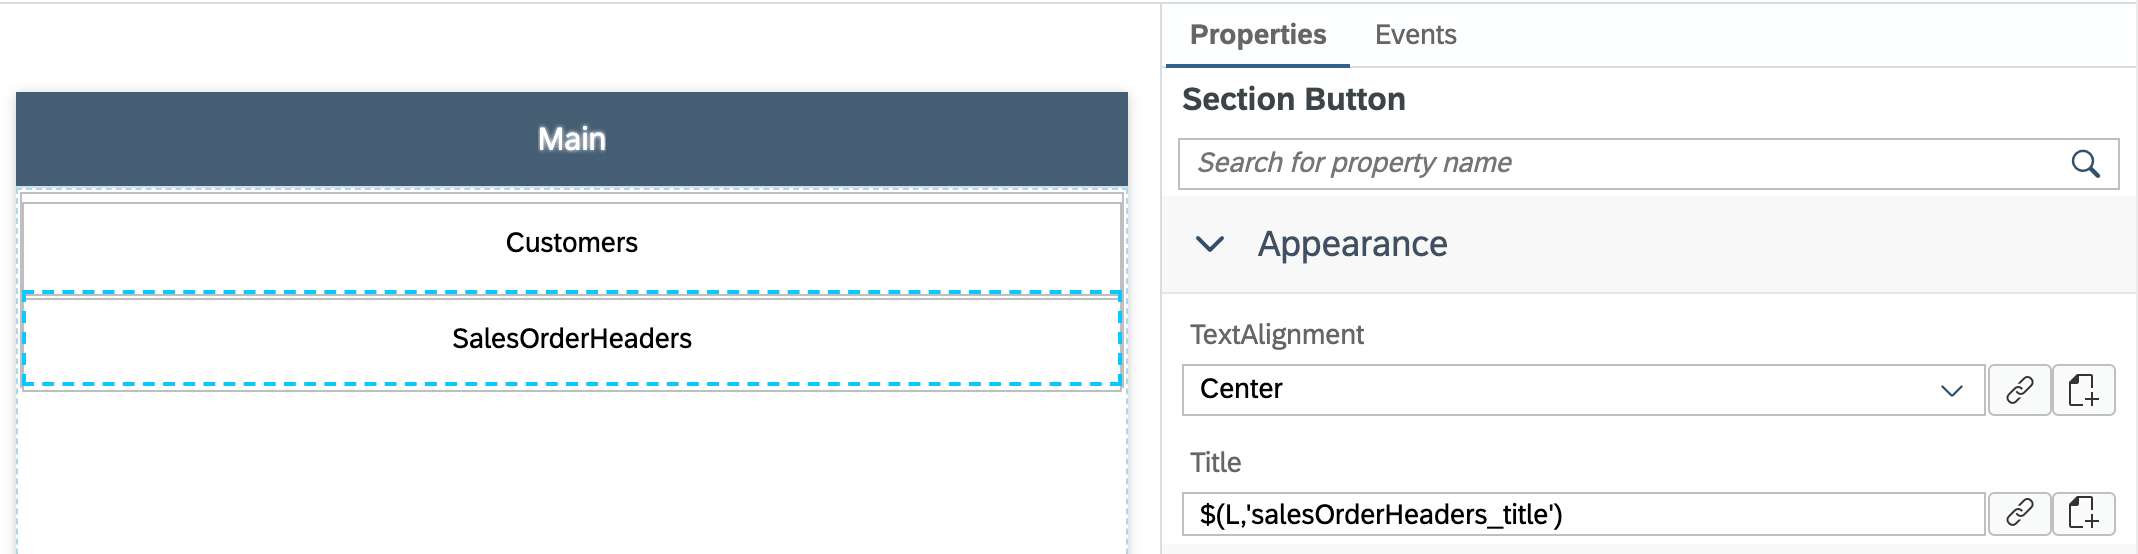 Main
Customers
SalesOrderHeaders
Properties
Events
Section Button
Search for property name
Appearance
TextAlignment
Center
Title
$(L,'salesOrderHeaders_title')